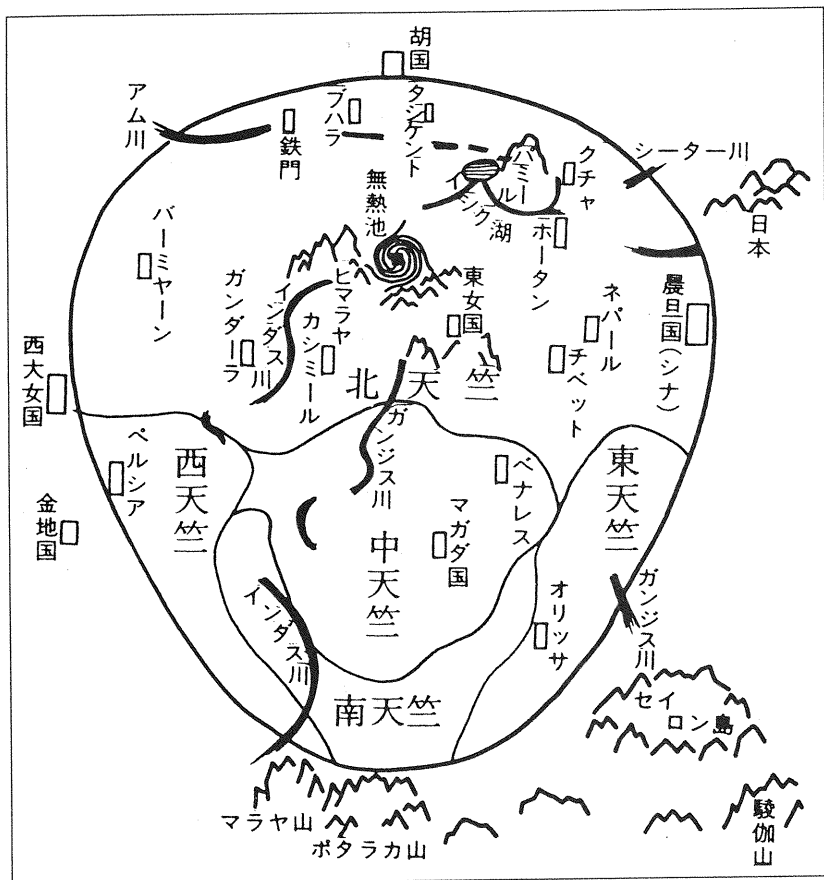 胡国
アム川
鉄門
ブハラ
タシケント
パミール
イシク湖
クチャ
シーター川
日本
無熱池
ホータン
バーミヤーン
ガンダーラ
インダス川
ヒマラヤ
カシミール
東女国
ネパール
チベット
震旦国(シナ)
西大女国
北天竺
ペルシア
西天竺
ガンジス川
ベナレス
東天竺
金地国
中天竺
マガダ国
オリッサ
ガンジス川
インダス川
南天竺
セイロン島
マラヤ山
ポタラカ山
駿伽山